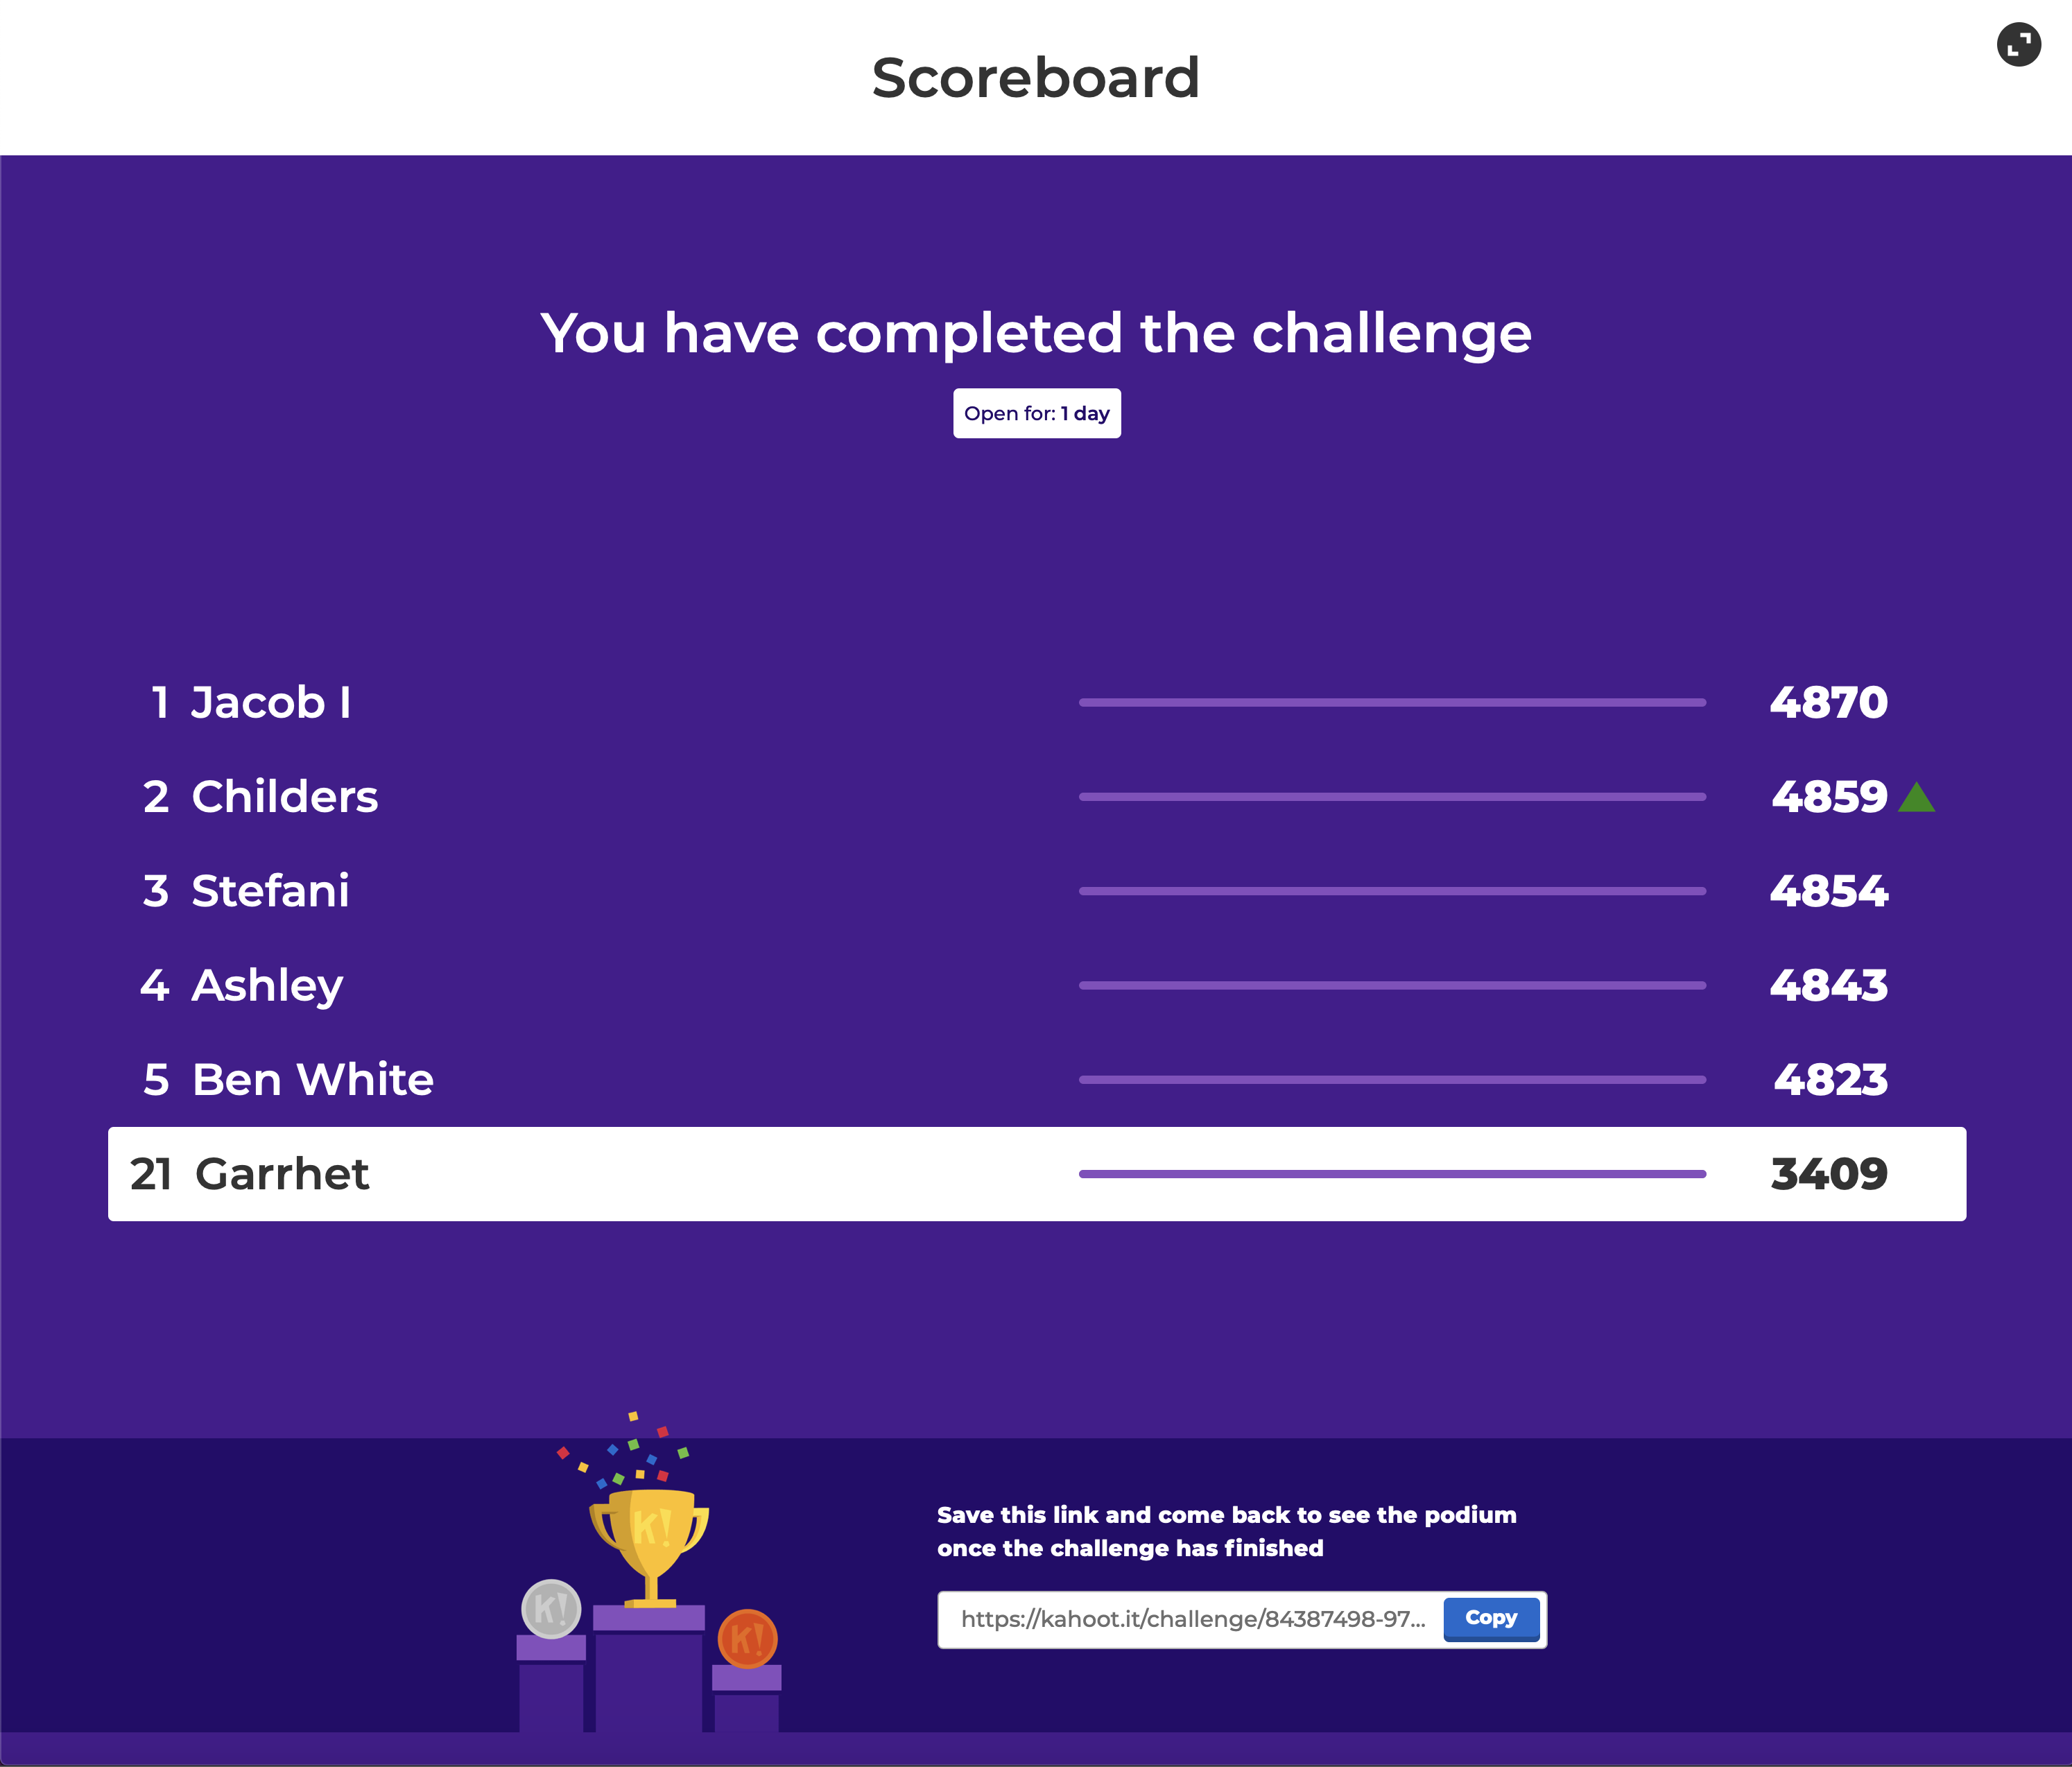 Scoreboard
You have completed the challenge
Open for: 1 day
1 Jacob I 4870
2 Childers 4859
3 Stefani 4854
4 Ashley 4843
5 Ben White 4823
21 Garrhet 3409
K!
K!
K!
Save this link and come back to see the podium
once the challenge has finished
https://kahoot.it/challenge/84387498-97... Copy